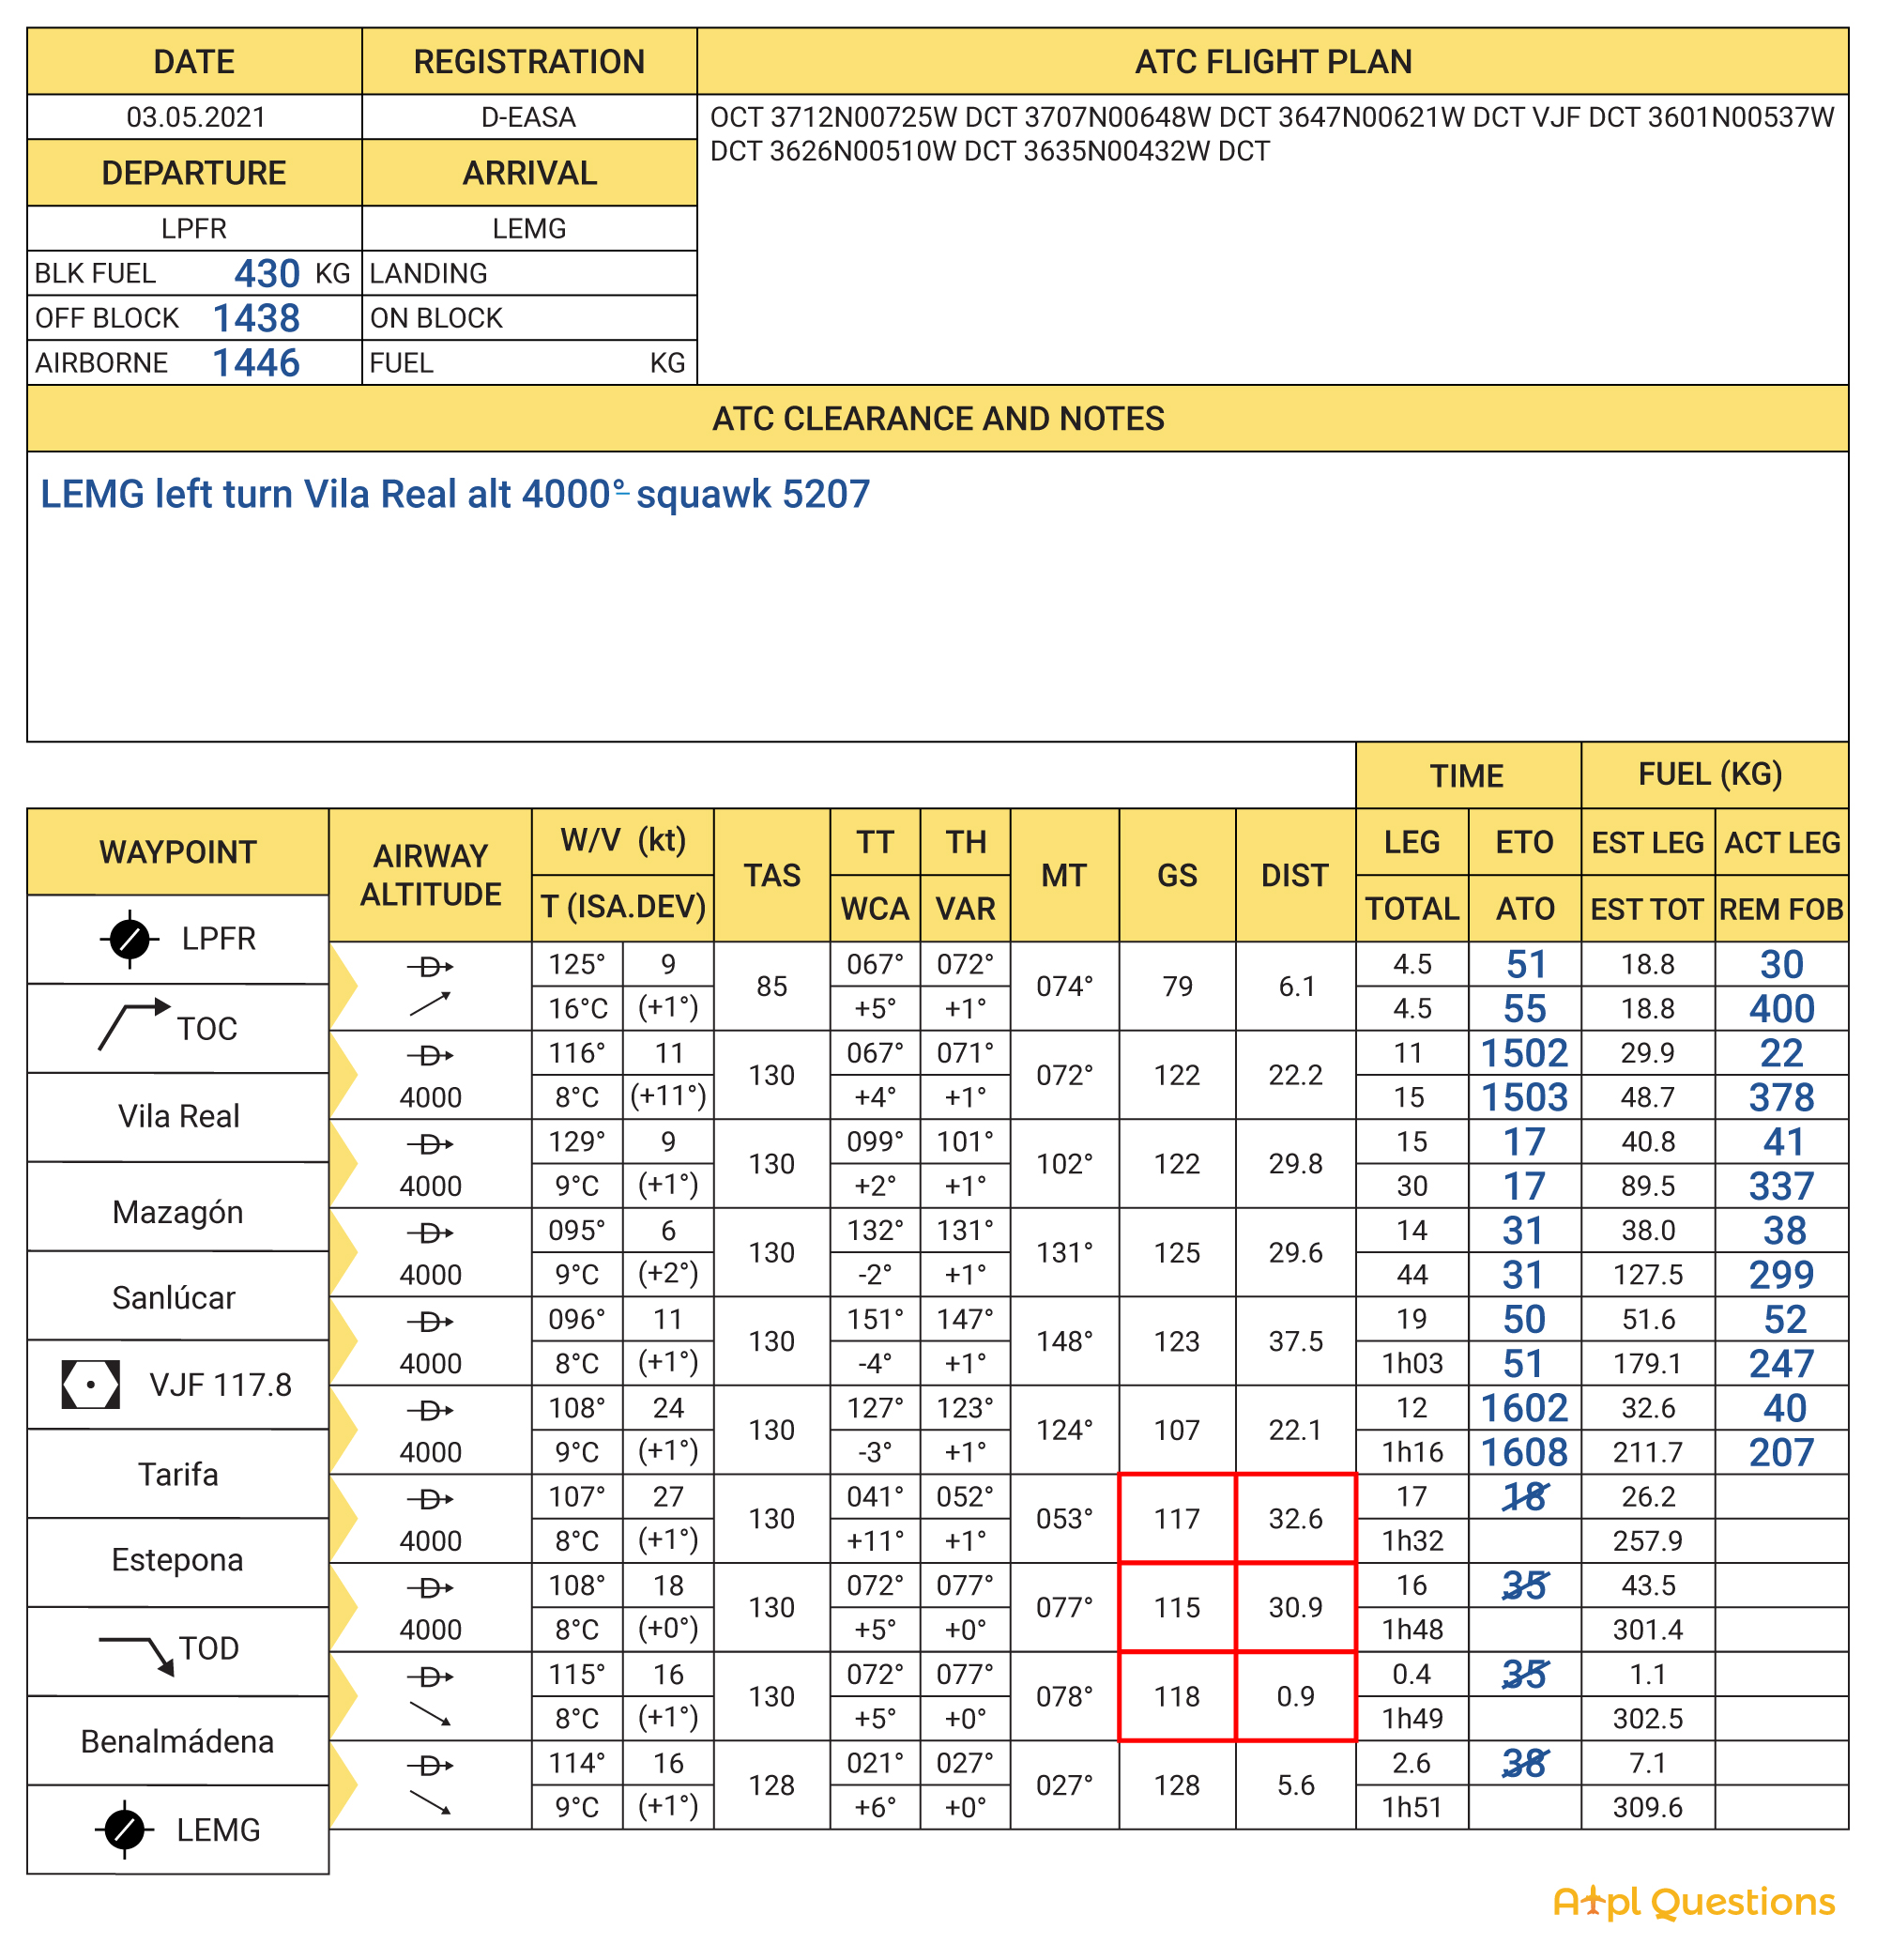 DATE REGISTRATION ATC FLIGHT PLAN
03.05.2021 D-EASA OCT 3712N00725W DCT 3707N00648W DCT 3647N00621W DCT VJF DCT 3601N00537W
DCT 3626N00510W DCT 3635N00432W DCT
DEPARTURE ARRIVAL
LPFR LEMG
BLK FUEL 430 KG LANDING
OFF BLOCK 1438 ON BLOCK
AIRBORNE 1446 FUEL KG
ATC CLEARANCE AND NOTES
LEMG left turn Vila Real alt 4000°- squawk 5207
TIME FUEL (KG)
WAYPOINT AIRWAY ALTITUDE W/V (kt) TAS TT TH MT GS DIST LEG ETO EST LEG ACT LEG
T (ISA.DEV) WCA VAR TOTAL ATO EST TOT REM FOB
LPFR
125° 9 85 067° 072° 074° 79 6.1 4.5 51 18.8 30
16°C (+1°) +5° +1° 4.5 55 18.8 400
TOC
116° 11 130 067° 071° 072° 122 22.2 11 1502 29.9 22
4000 8°C (+11°) +4° +1° 15 1503 48.7 378
Vila Real
129° 9 130 099° 101° 102° 122 29.8 15 17 40.8 41
4000 9°C (+1°) +2° +1° 30 17 89.5 337
Mazagón
095° 6 130 132° 131° 131° 125 29.6 14 31 38.0 38
4000 9°C (+2°) -2° +1° 44 31 127.5 299
Sanlúcar
096° 11 130 151° 147° 148° 123 37.5 19 50 51.6 52
4000 8°C (+1°) -4° +1° 1h03 51 179.1 247
VJF 117.8
108° 24 130 127° 123° 124° 107 22.1 12 1602 32.6 40
4000 9°C (+1°) -3° +1° 1h16 1608 211.7 207
Tarifa
107° 27 130 041° 052° 053° 117 32.6 17 18 26.2
4000 8°C (+1°) +11° +1° 1h32 257.9
Estepona
108° 18 130 072° 077° 077° 115 30.9 16 35 43.5
4000 8°C (+0°) +5° +0° 1h48 301.4
TOD
115° 16 130 072° 077° 078° 118 0.9 0.4 35 1.1
8°C (+1°) +5° +0° 1h49 302.5
Benalmádena
114° 16 128 021° 027° 027° 128 5.6 2.6 38 7.1
9°C (+1°) +6° +0° 1h51 309.6
LEMG
Atpl Questions